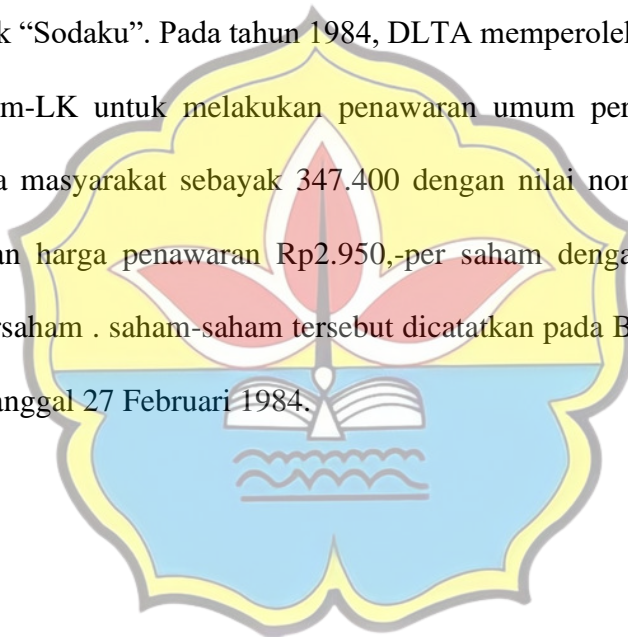 k “Sodaku”. Pada tahun 1984, DLTA memperoleh
m-LK untuk melakukan penawaran umum per
a masyarakat sebayak 347.400 dengan nilai non
an harga penawaran Rp2.950,-per saham denga
rsaham . saham-saham tersebut dicatatkan pada B
anggal 27 Februari 1984.